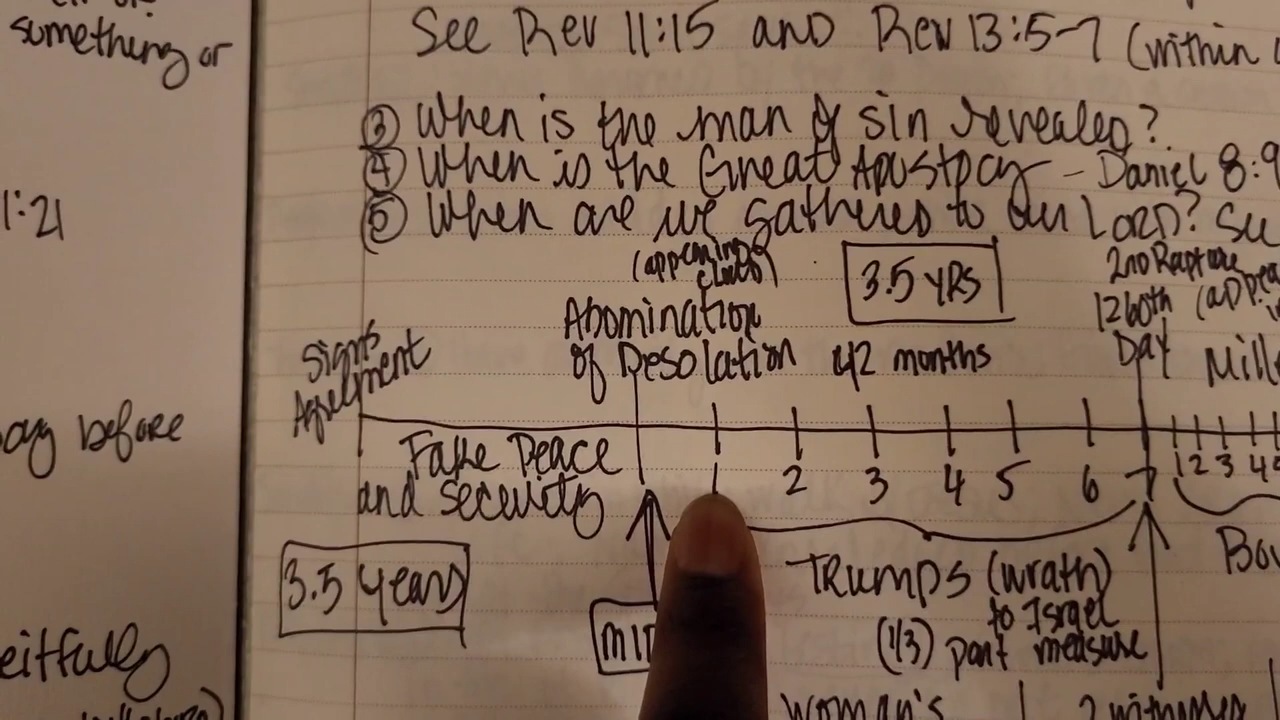 something or
1:21
before
eitfully
See Rev 11:15 and Rev 13:5-7 (within
③ When is the man of sin revealed?
④ When is the Great Apostacy - Daniel 8:9
⑤ When are we gathered to our Lord? See
(appearing
3.5 YRS
2nd Rapture
1260th
Day
Abomination
of Desolation 42 months
Signs
Agreement
Fake Peace
and security
1 2 3 4 5 6 7 1 2 3 4
3.5 years
TRUMPS (wrath)
to Israel
(1/3) part measure
woman's
2 witnesses